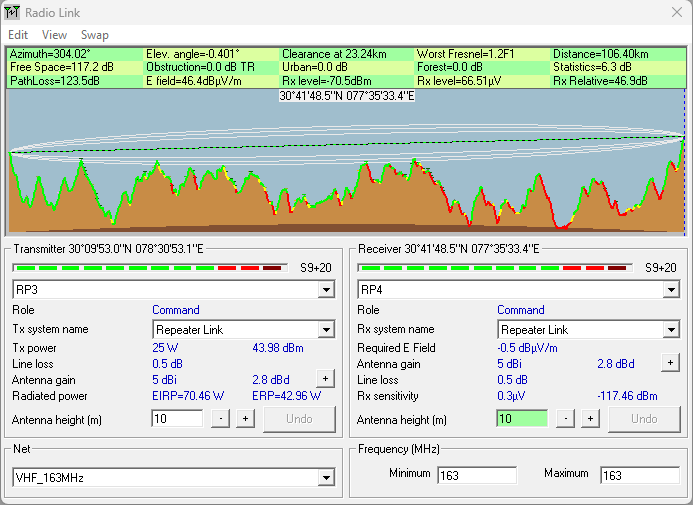 Radio Link
Edit View Swap
Azimuth=304.02° Elev. angle=-0.401° Clearance at 23.24km Worst Fresnel=1.2F1 Distance=106.40km
Free Space=117.2 dB Obstruction=0.0 dB TR Urban=0.0 dB Forest=0.0 dB Statistics=6.3 dB
PathLoss=123.5dB E field=46.4dBµV/m Rx level=-70.5dBm Rx level=66.51µV Rx Relative=46.9dB
30°41'48.5"N 077°35'33.4"E
Transmitter 30°09'53.0"N 078°30'53.1"E
S9+20
RP3
Role Command
Tx system name Repeater Link
Tx power 25 W 43.98 dBm
Line loss 0.5 dB
Antenna gain 5 dBi 2.8 dBd +
Radiated power EIRP=70.46 W ERP=42.96 W
Antenna height (m) 10 - + Undo
Receiver 30°41'48.5"N 077°35'33.4"E
S9+20
RP4
Role Command
Rx system name Repeater Link
Required E Field -0.5 dBµV/m
Antenna gain 5 dBi 2.8 dBd +
Line loss 0.5 dB
Rx sensitivity 0.3µV -117.46 dBm
Antenna height (m) 10 - + Undo
Net
VHF_163MHz
Frequency (MHz)
Minimum 163 Maximum 163